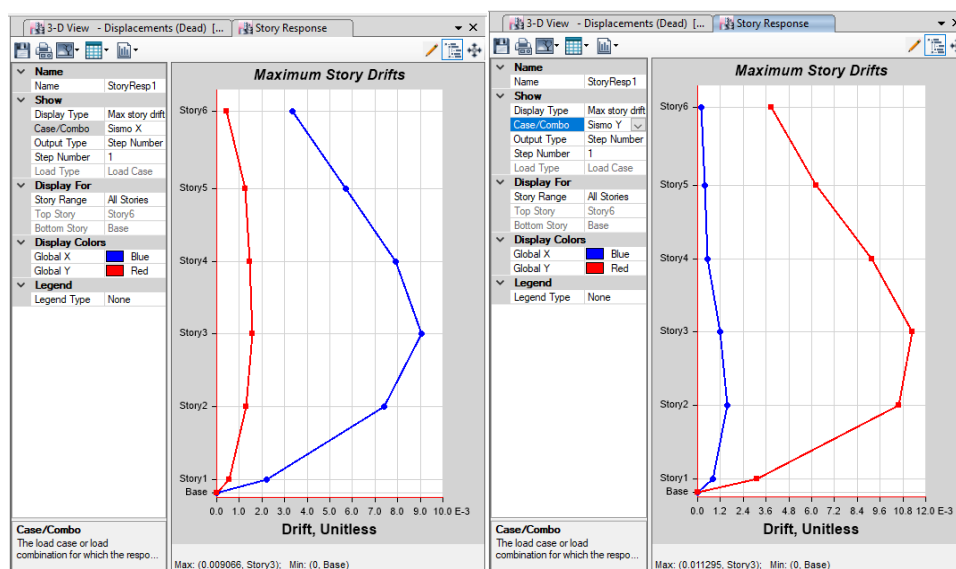 3-D View - Displacements (Dead) [...
Story Response
Name
Name StoryResp1
Show
Display Type Max story drift
Case/Combo Sismo X
Output Type Step Number
Step Number 1
Load Type Load Case
Display For
Story Range All Stories
Top Story Story6
Bottom Story Base
Display Colors
Global X Blue
Global Y Red
Legend
Legend Type None
Case/Combo
The load case or load
combination for which the respo...
Maximum Story Drifts
Story6
Story5
Story4
Story3
Story2
Story1
Base
0.0 1.0 2.0 3.0 4.0 5.0 6.0 7.0 8.0 9.0 10.0 E-3
Drift, Unitless
Max: (0.009066, Story3); Min: (0, Base)
3-D View - Displacements (Dead) [...
Story Response
Name
Name StoryResp1
Show
Display Type Max story drift
Case/Combo Sismo Y
Output Type Step Number
Step Number 1
Load Type Load Case
Display For
Story Range All Stories
Top Story Story6
Bottom Story Base
Display Colors
Global X Blue
Global Y Red
Legend
Legend Type None
Case/Combo
The load case or load
combination for which the respo...
Maximum Story Drifts
Story6
Story5
Story4
Story3
Story2
Story1
Base
0.0 1.2 2.4 3.6 4.8 6.0 7.2 8.4 9.6 10.8 12.0 E-3
Drift, Unitless
Max: (0.011295, Story3); Min: (0, Base)